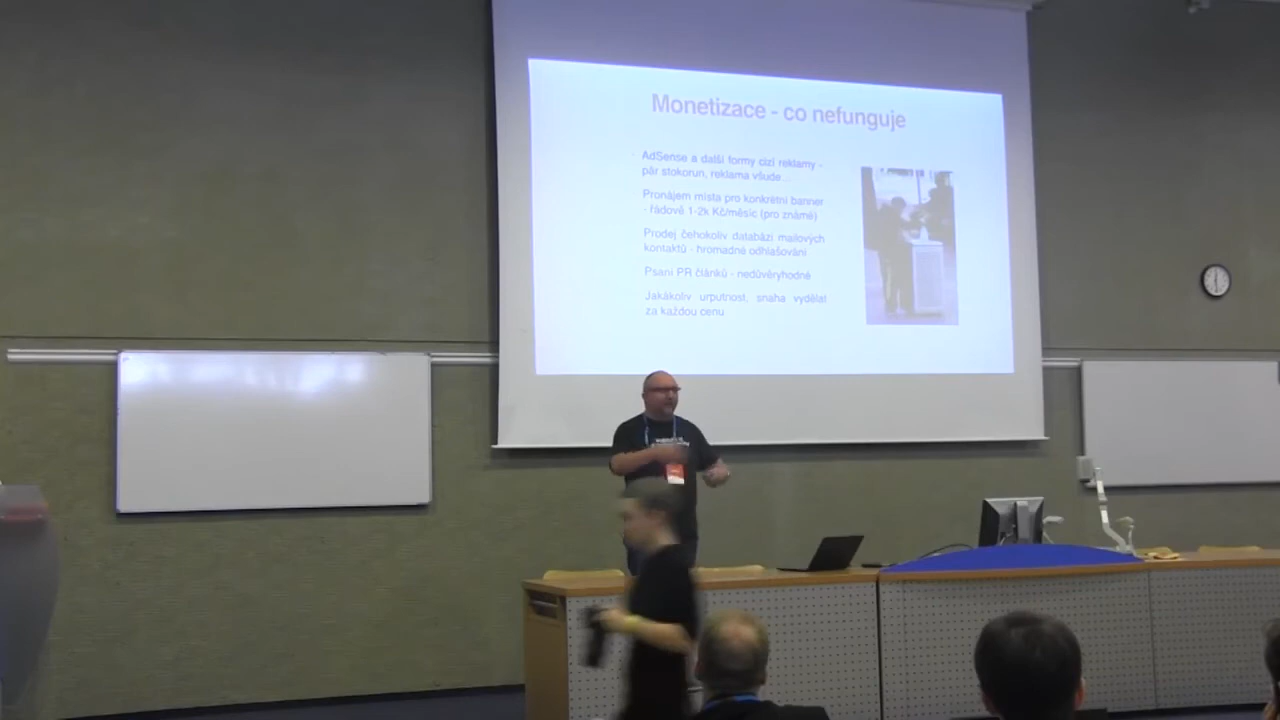 Monetizace - co nefunguje
AdSense a další formy cizí reklamy -
pár stokorun, reklama všude...
Pronájem místa pro konkrétní banner
- řádově 1-2k Kč/měsíc (pro známé)
Prodej čehokoliv databázi mailových
kontaktů - hromadné odhlašování
Psaní PR článků - nedůvěryhodné
Jakákoliv urputnost, snaha vydělat
za každou cenu